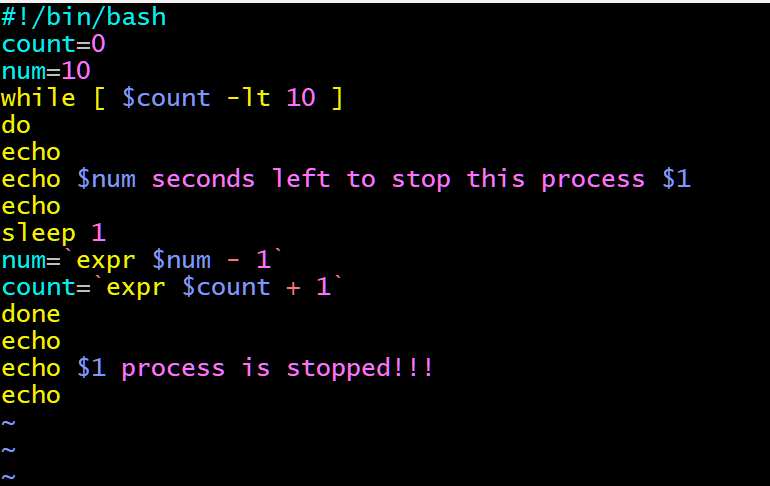 #!/bin/bash
count=0
num=10
while [ $count -lt 10 ]
do
echo
echo $num seconds left to stop this process $1
echo
sleep 1
num=`expr $num - 1`
count=`expr $count + 1`
done
echo
echo $1 process is stopped!!!
echo
~
~
~